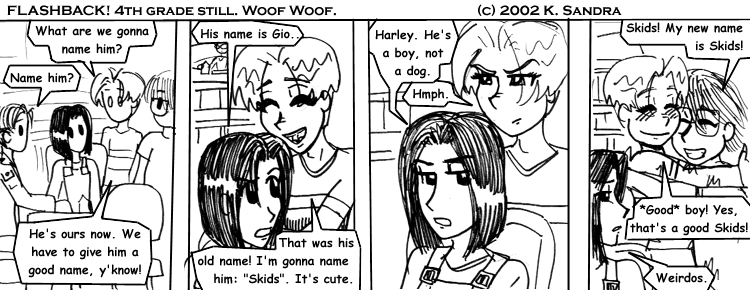 FLASHBACK! 4TH GRADE STILL. WOOF WOOF.
(C) 2002 K. SANDRA
What are we gonna
name him?
Name him?
He's ours now. We
have to give him a
good name, y'know!
His name is Gio...
That was his
old name! I'm gonna name
him: "Skids". It's cute.
Harley. He's
a boy, not
a dog.
Hmph.
Skids! My new name
is Skids!
*Good* boy! Yes,
that's a good Skids!
Weirdos.